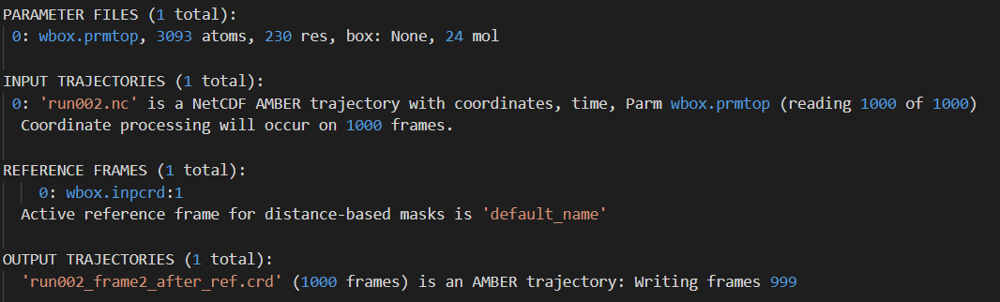 PARAMETER FILES (1 total):
0: wbox.prmtop, 3093 atoms, 230 res, box: None, 24 mol
INPUT TRAJECTORIES (1 total):
0: 'run002.nc' is a NetCDF AMBER trajectory with coordinates, time, Parm wbox.prmtop (reading 1000 of 1000)
Coordinate processing will occur on 1000 frames.
REFERENCE FRAMES (1 total):
0: wbox.inpcrd:1
Active reference frame for distance-based masks is 'default_name'
OUTPUT TRAJECTORIES (1 total):
'run002_frame2_after_ref.crd' (1000 frames) is an AMBER trajectory: Writing frames 999